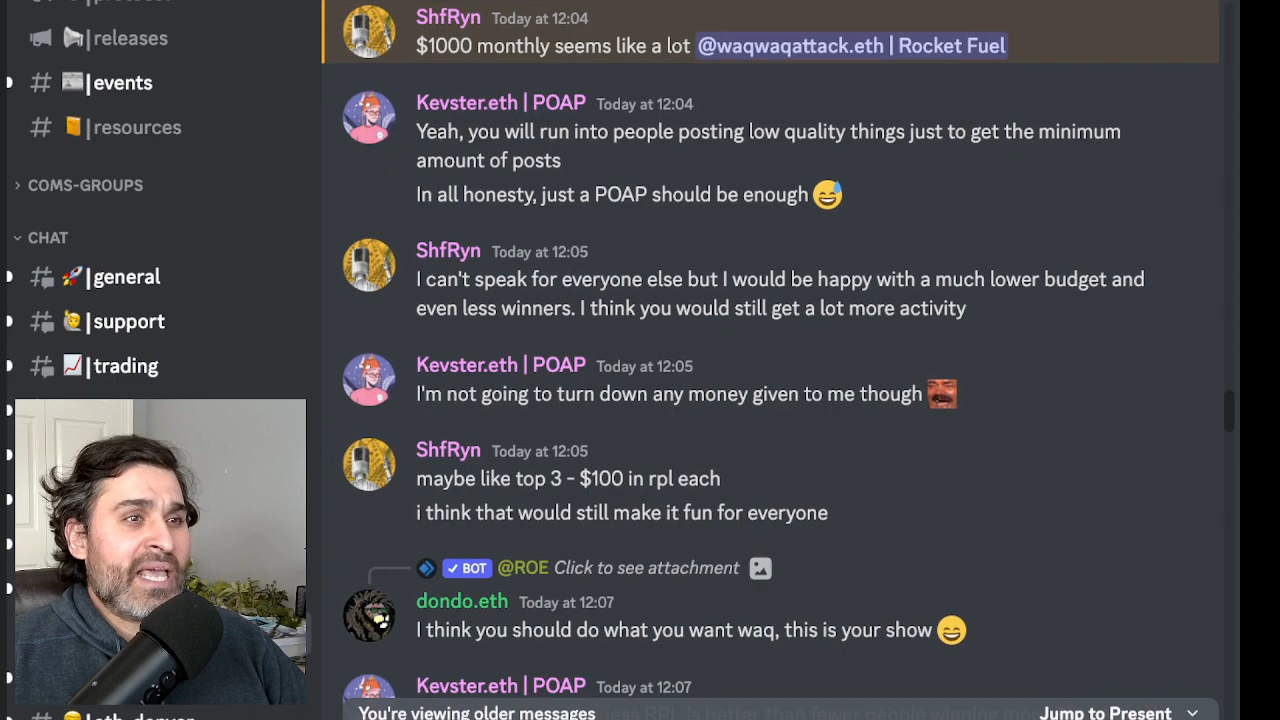 releases
events
resources
COMS-GROUPS
CHAT
general
support
trading
ShfRyn Today at 12:04
$1000 monthly seems like a lot @waqwaqattack.eth | Rocket Fuel
Kevster.eth | POAP Today at 12:04
Yeah, you will run into people posting low quality things just to get the minimum
amount of posts
In all honesty, just a POAP should be enough 😅
ShfRyn Today at 12:05
I can't speak for everyone else but I would be happy with a much lower budget and
even less winners. I think you would still get a lot more activity
Kevster.eth | POAP Today at 12:05
I'm not going to turn down any money given to me though
ShfRyn Today at 12:05
maybe like top 3 - $100 in rpl each
i think that would still make it fun for everyone
✓ BOT @ROE Click to see attachment
dondo.eth Today at 12:07
I think you should do what you want waq, this is your show 😄
Kevster.eth | POAP Today at 12:07
You're viewing older messages
Jump to Present